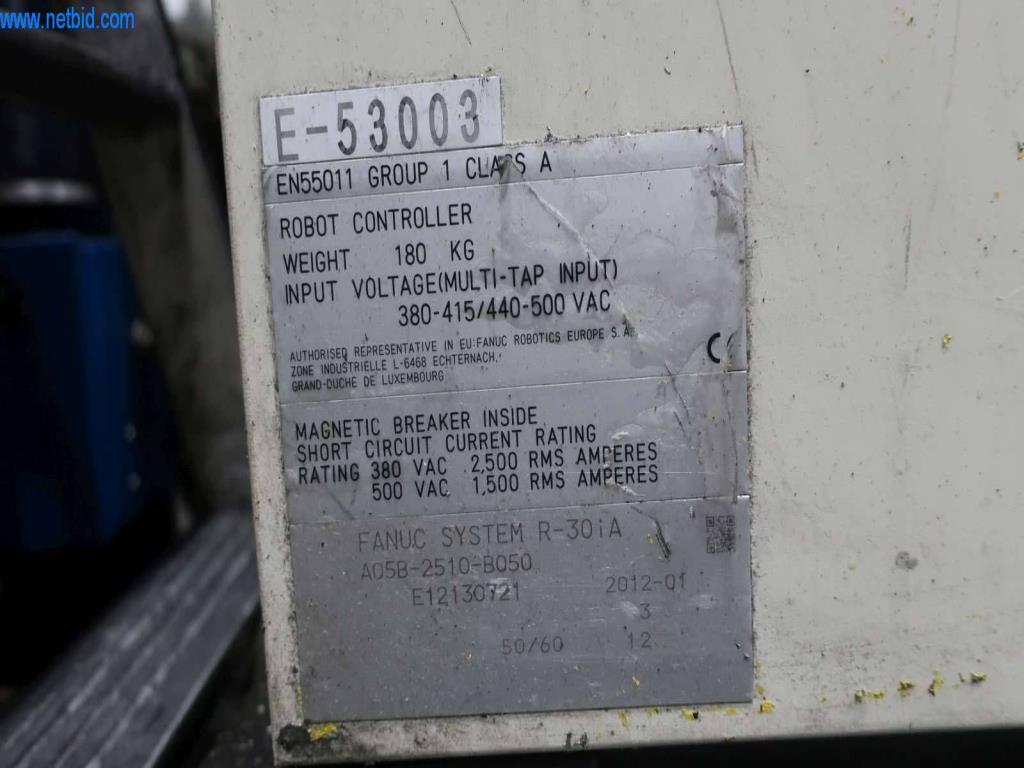 www.netbid.com
E-53003
EN55011 GROUP 1 CLASS A
ROBOT CONTROLLER
WEIGHT 180 KG
INPUT VOLTAGE(MULTI-TAP INPUT)
380-415/440-500 VAC
AUTHORISED REPRESENTATIVE IN EU:FANUC ROBOTICS EUROPE S.A.
ZONE INDUSTRIELLE L-6468 ECHTERNACH,
GRAND-DUCHE DE LUXEMBOURG
CE
MAGNETIC BREAKER INSIDE
SHORT CIRCUIT CURRENT RATING
RATING 380 VAC 2,500 RMS AMPERES
500 VAC 1,500 RMS AMPERES
FANUC SYSTEM R-30iA
A05B-2510-B050
E12130721 2012-01
3
50/60 12